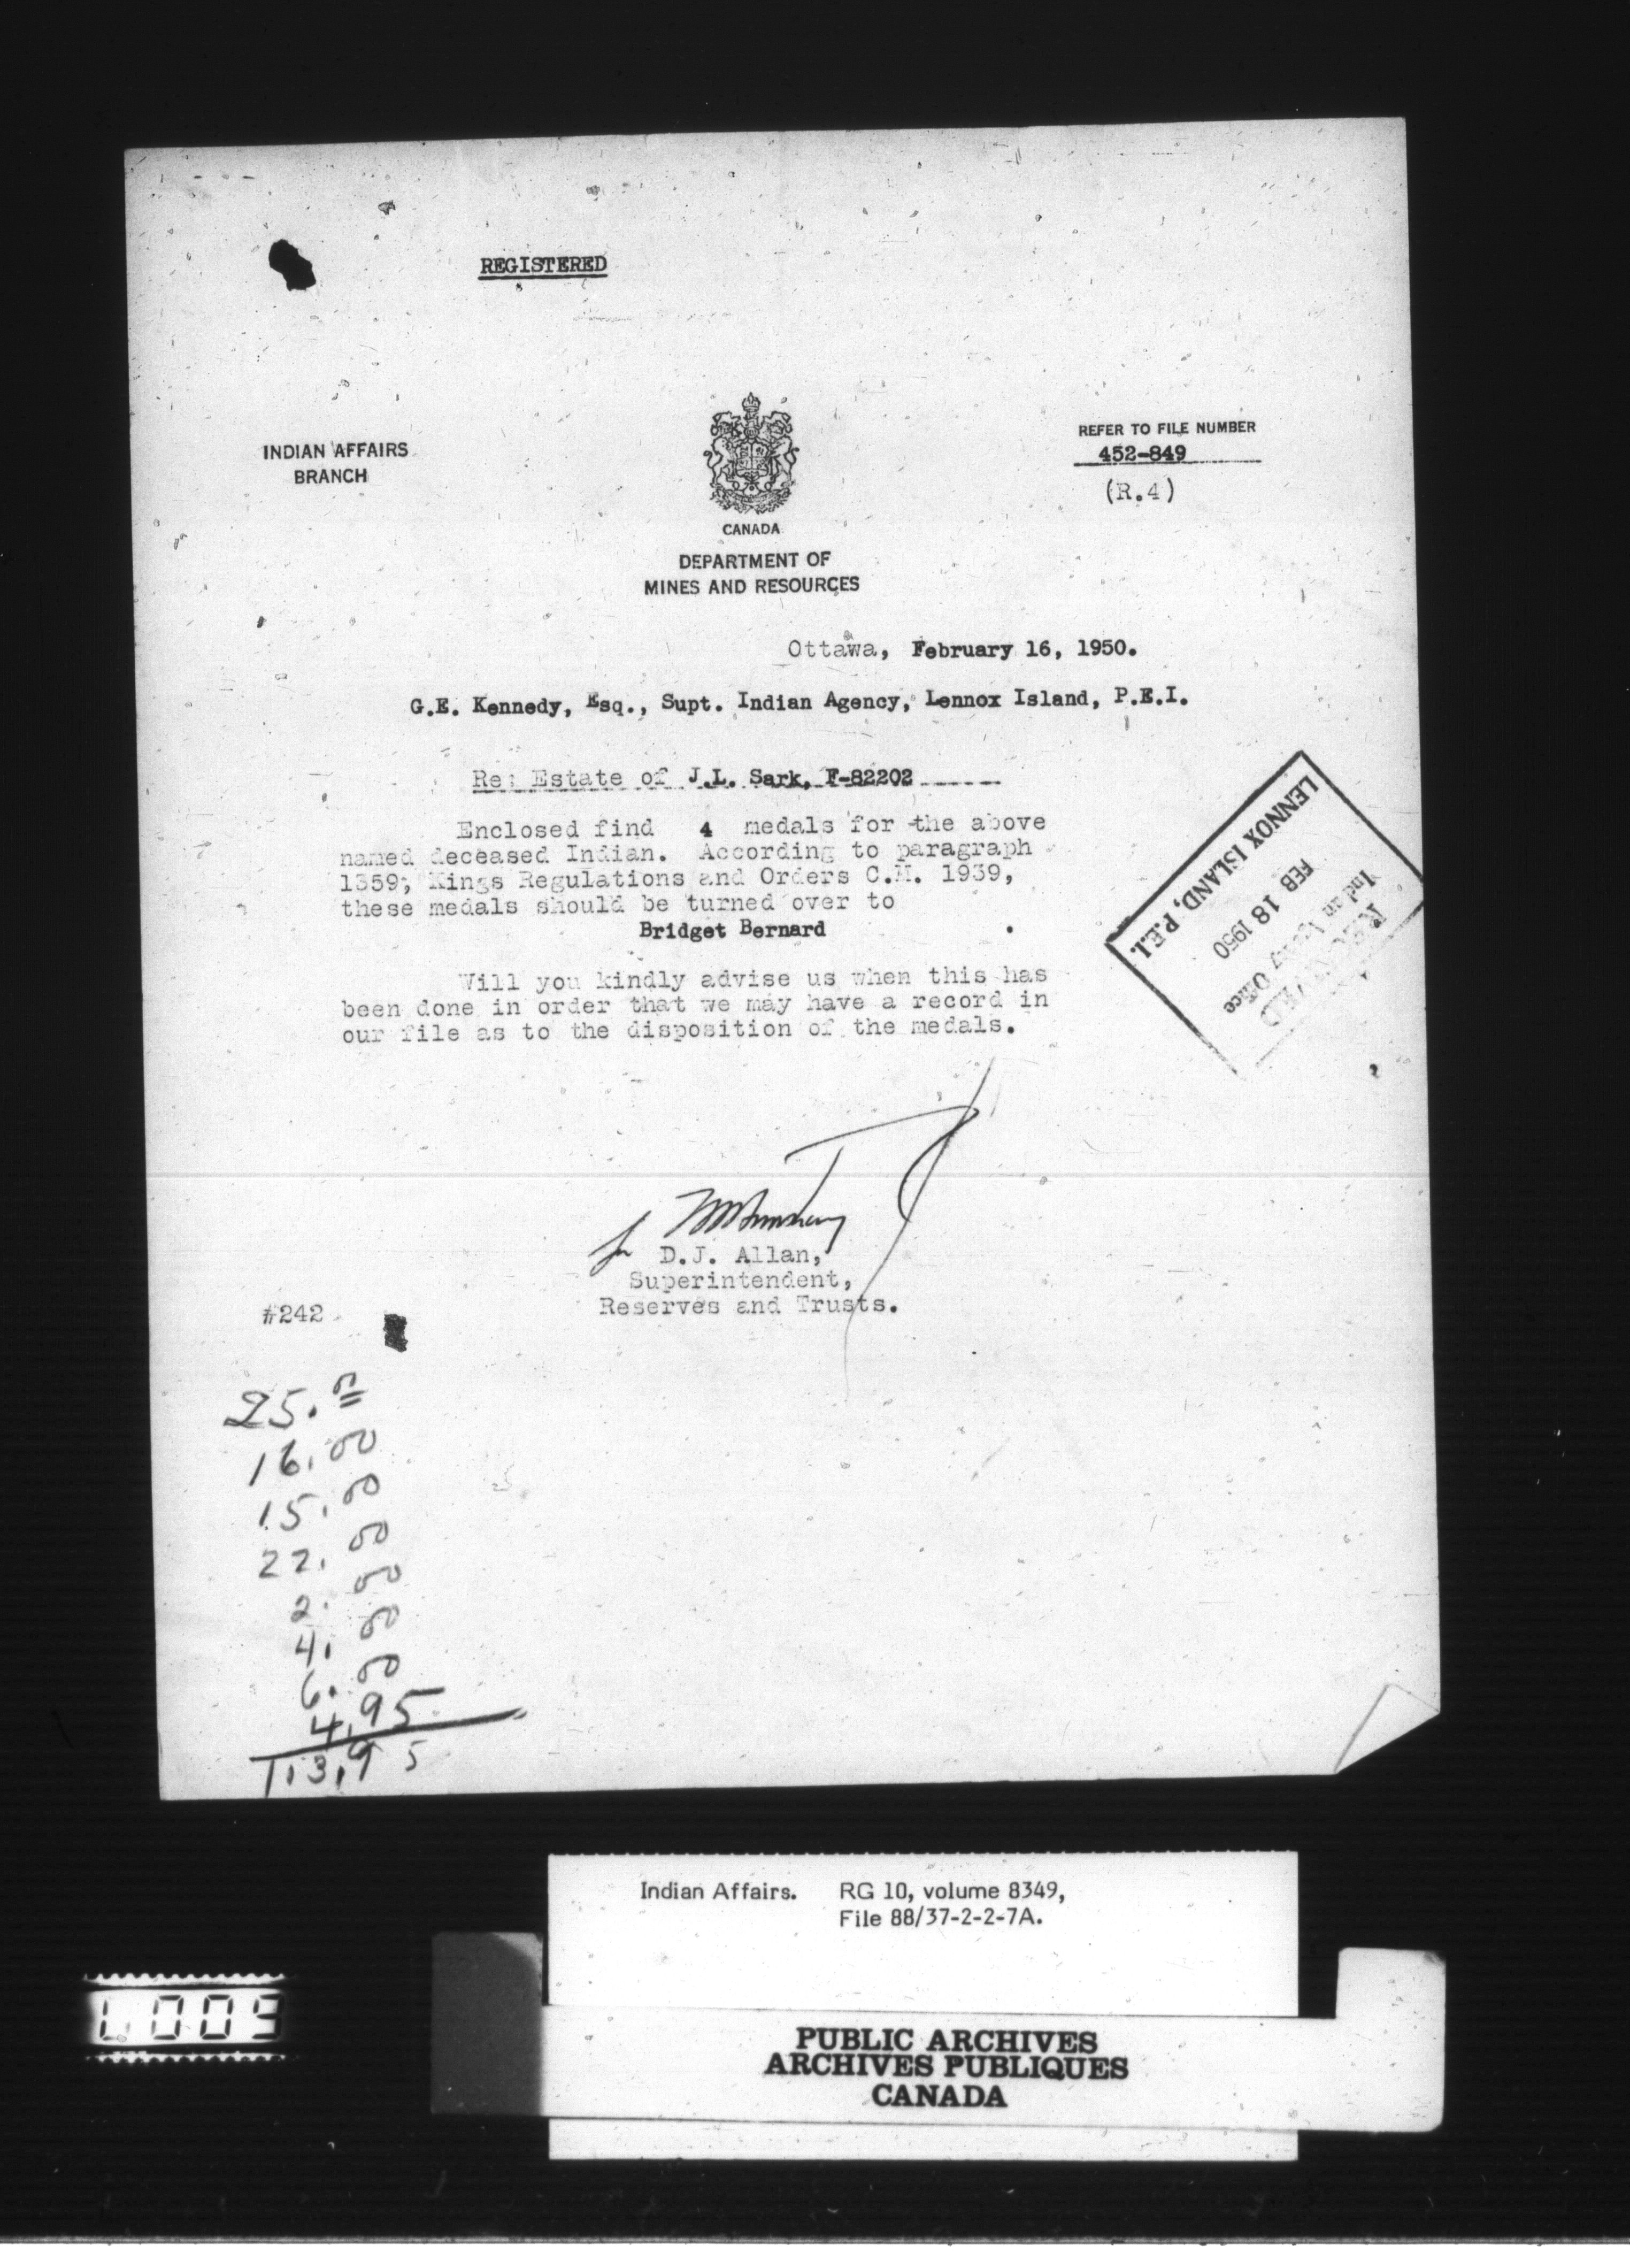 REGISTERED
INDIAN AFFAIRS
BRANCH
CANADA
DEPARTMENT OF
MINES AND RESOURCES
REFER TO FILE NUMBER
452-849
(R.4)
Ottawa, February 16, 1950.
G.E. Kennedy, Esq., Supt. Indian Agency, Lennox Island, P.E.I.
Re: Estate of J.L. Sark, F-82202
Enclosed find 4 medals for the above
named deceased Indian. According to paragraph
1359, Kings Regulations and Orders C.M. 1939,
these medals should be turned over to
Bridget Bernard .
Will you kindly advise us when this has
been done in order that we may have a record in
our file as to the disposition of the medals.
RECEIVED
Indian Agency Office
FEB 18 1950
LENNOX ISLAND, P.E.I.
for
D.J. Allan,
Superintendent,
Reserves and Trusts.
#242
25.00
16.00
15.00
22.00
2.00
4.00
6.00
4.95
113.95
Indian Affairs. RG 10, volume 8349,
File 88/37-2-2-7A.
L009
PUBLIC ARCHIVES
ARCHIVES PUBLIQUES
CANADA